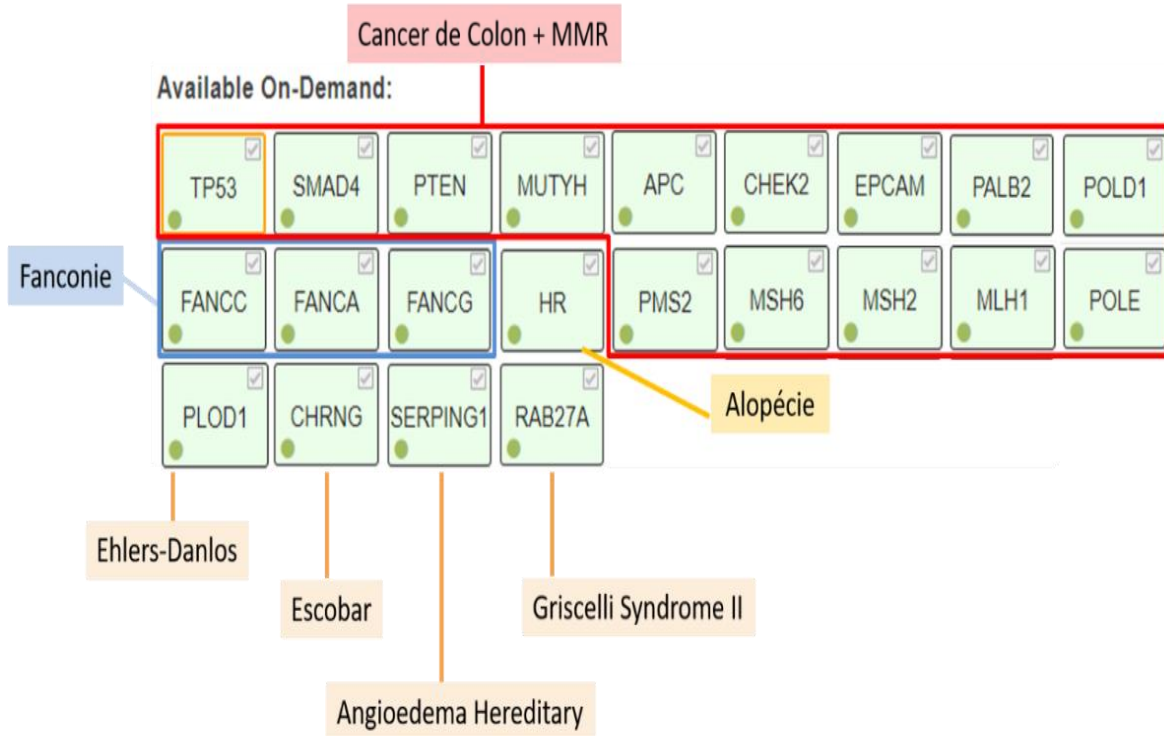 Cancer de Colon + MMR
Available On-Demand:
TP53 SMAD4 PTEN MUTYH APC CHEK2 EPCAM PALB2 POLD1
Fanconie
FANCC FANCA FANCG HR PMS2 MSH6 MSH2 MLH1 POLE
Alopécie
PLOD1 CHRNG SERPING1 RAB27A
Ehlers-Danlos
Escobar
Griscelli Syndrome II
Angioedema Hereditary